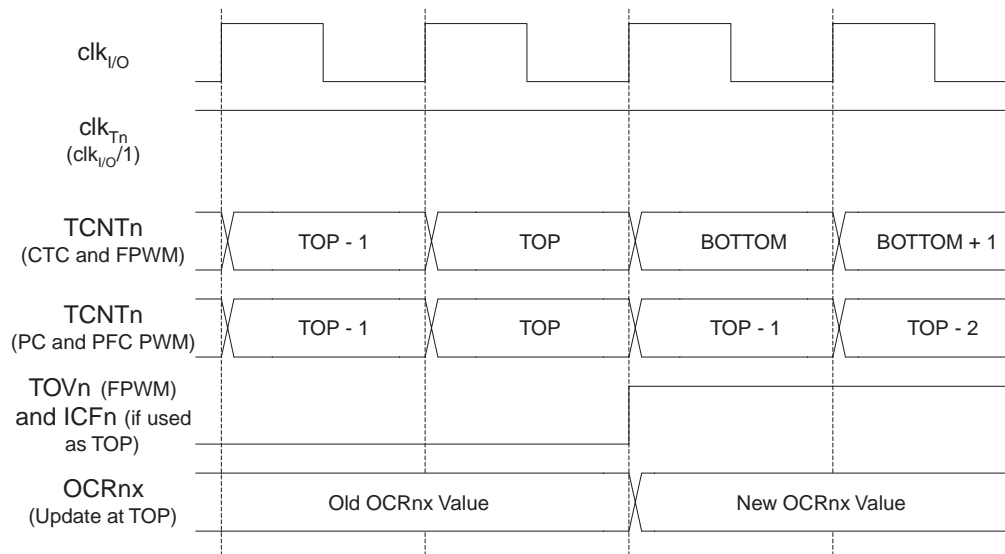 clkI/O
clkTn
(clkI/O/1)
TCNTn
(CTC and FPWM)
TOP - 1
TOP
BOTTOM
BOTTOM + 1
TCNTn
(PC and PFC PWM)
TOP - 1
TOP
TOP - 1
TOP - 2
TOVn (FPWM)
and ICFn (if used
as TOP)
OCRnx
(Update at TOP)
Old OCRnx Value
New OCRnx Value